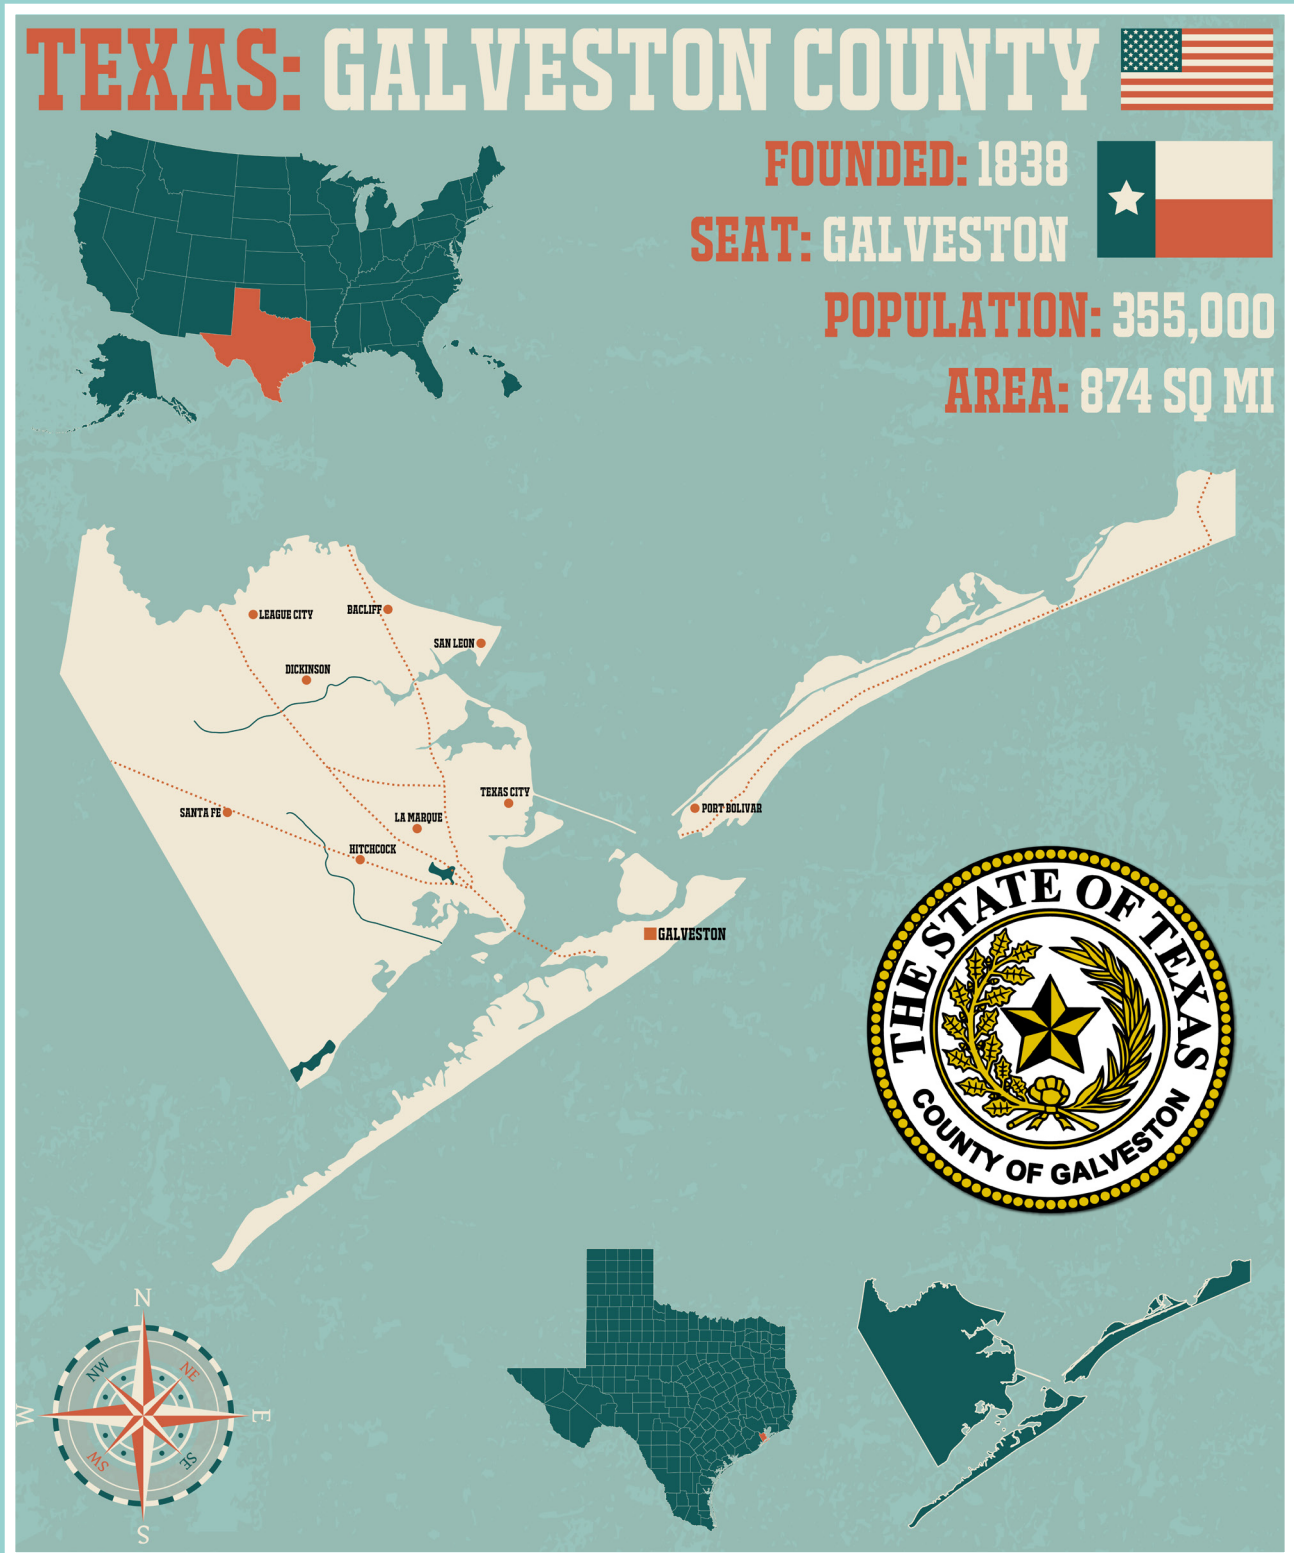 TEXAS: GALVESTON COUNTY
FOUNDED: 1838
SEAT: GALVESTON
POPULATION: 355,000
AREA: 874 SQ MI
LEAGUE CITY
BACLIFF
SAN LEON
DICKINSON
TEXAS CITY
SANTA FE
LA MARQUE
HITCHCOCK
PORT BOLIVAR
GALVESTON
THE STATE OF TEXAS
COUNTY OF GALVESTON
N
NW
NE
W
E
SW
SE
S